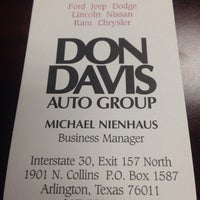 Ford Jeep Dodge
Lincoln Nissan
Ram Chrysler
DON
DAVIS
AUTO GROUP
MICHAEL NIENHAUS
Business Manager
Interstate 30, Exit 157 North
1901 N. Collins P.O. Box 1587
Arlington, Texas 76011